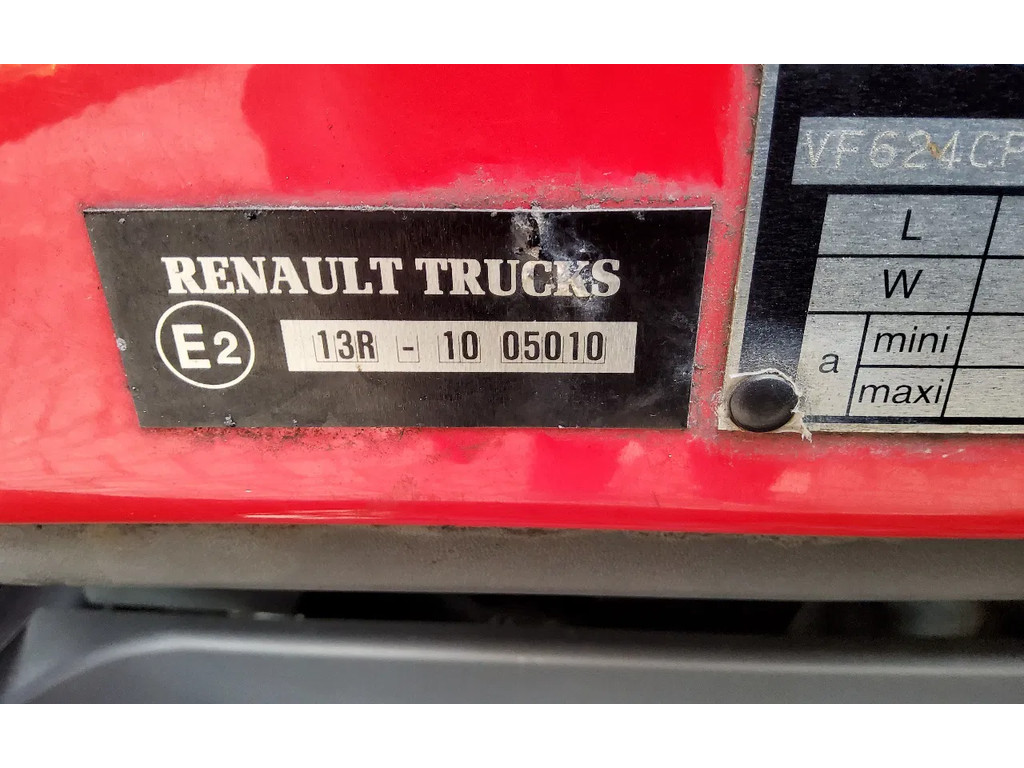 RENAULT TRUCKS
E2
13R - 10 05010
VF624CP
L
W
a
mini
maxi